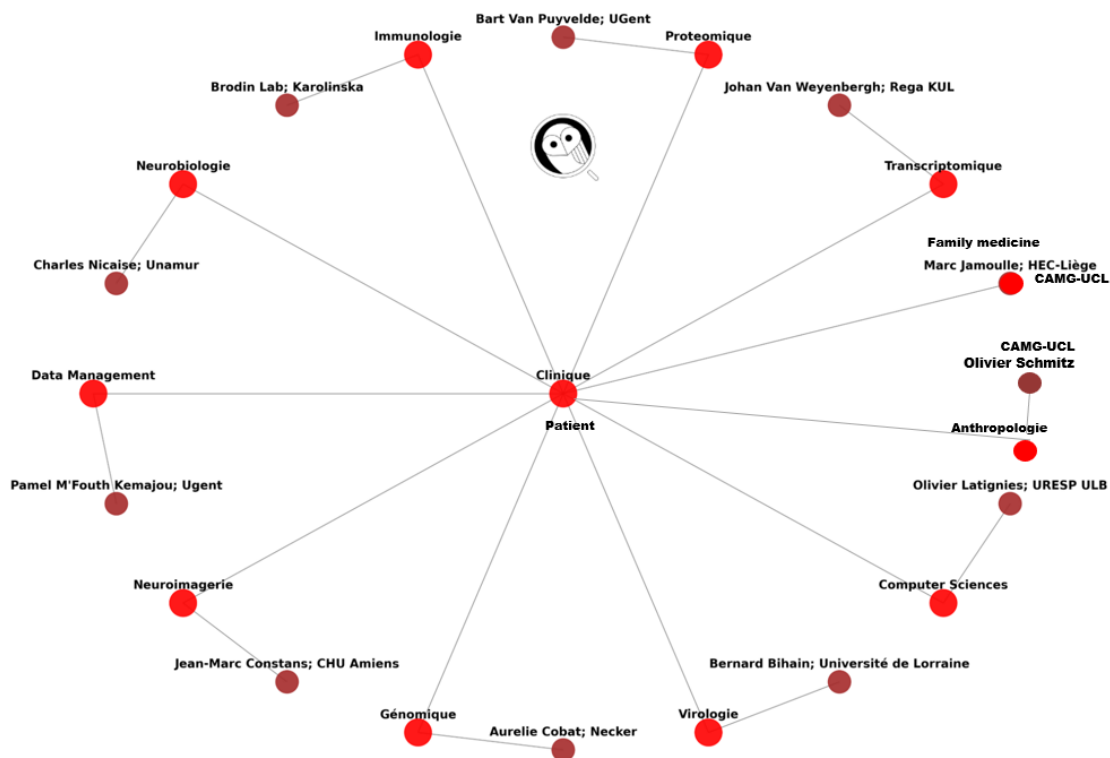 Bart Van Puyvelde; UGent
Immunologie
Proteomique
Brodin Lab; Karolinska
Johan Van Weyenbergh; Rega KUL
Neurobiologie
Transcriptomique
Family medicine
Charles Nicaise; Unamur
Marc Jamoulle; HEC-Liège
CAMG-UCL
CAMG-UCL
Olivier Schmitz
Data Management
Clinique
Patient
Anthropologie
Pamel M'Fouth Kemajou; Ugent
Olivier Latignies; URESP ULB
Neuroimagerie
Computer Sciences
Jean-Marc Constans; CHU Amiens
Bernard Bihain; Université de Lorraine
Génomique
Virologie
Aurelie Cobat; Necker